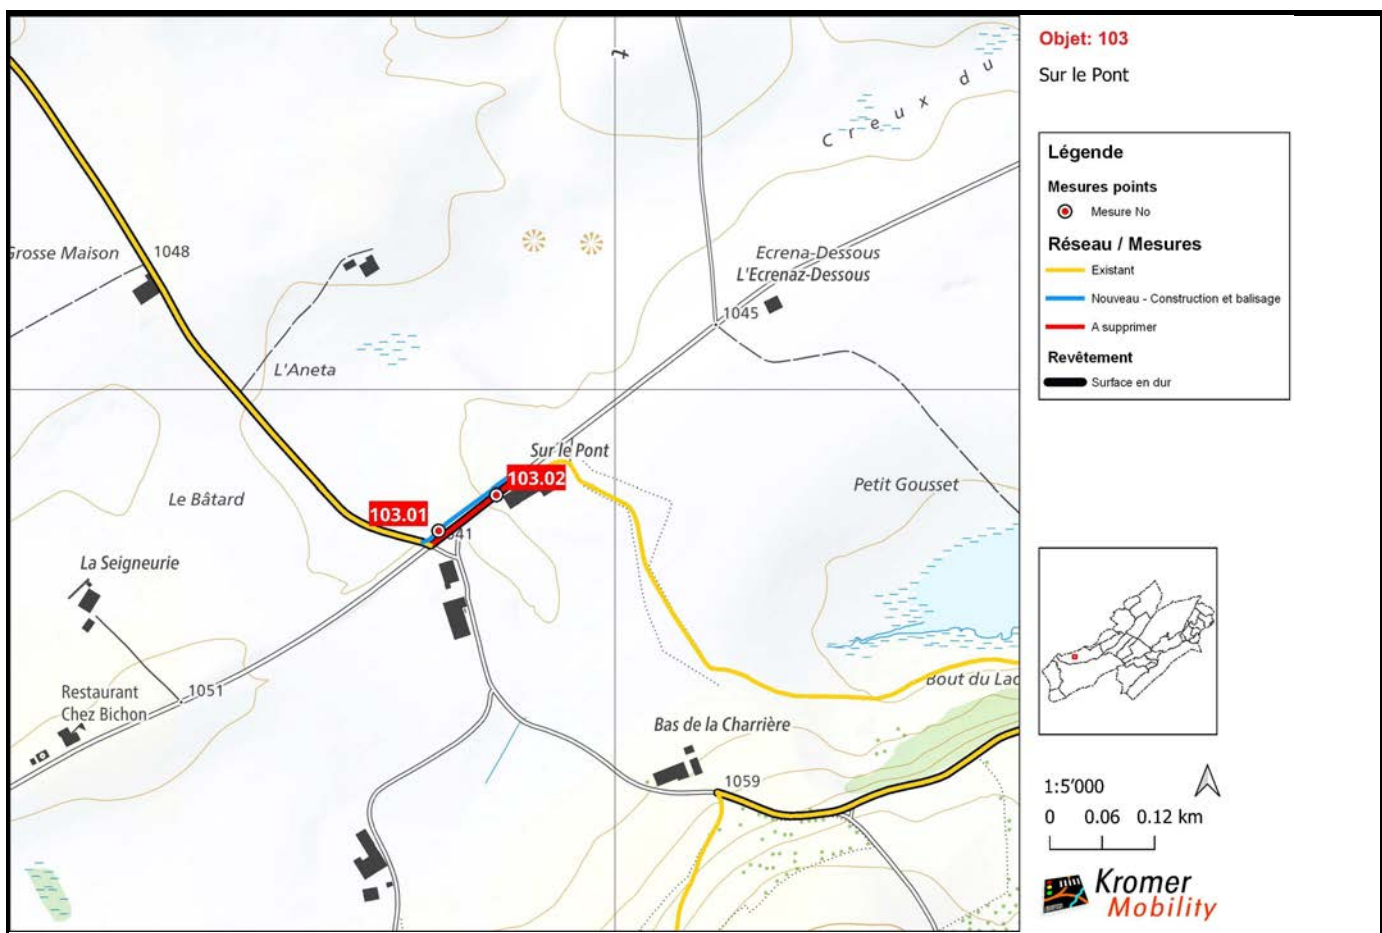 Grosse Maison
1048
t
Creux du
Ecrena-Dessous
L'Ecrenaz-Dessous
1045
L'Aneta
Sur le Pont
103.02
103.01
Le Bâtard
Petit Gousset
La Seigneurie
Restaurant
Chez Bichon
1051
Bout du Lac
Bas de la Charrière
1059
Objet: 103
Sur le Pont
Légende
Mesures points
Mesure No
Réseau / Mesures
Existant
Nouveau - Construction et balisage
A supprimer
Revêtement
Surface en dur
1:5'000
0 0.06 0.12 km
Kromer
Mobility